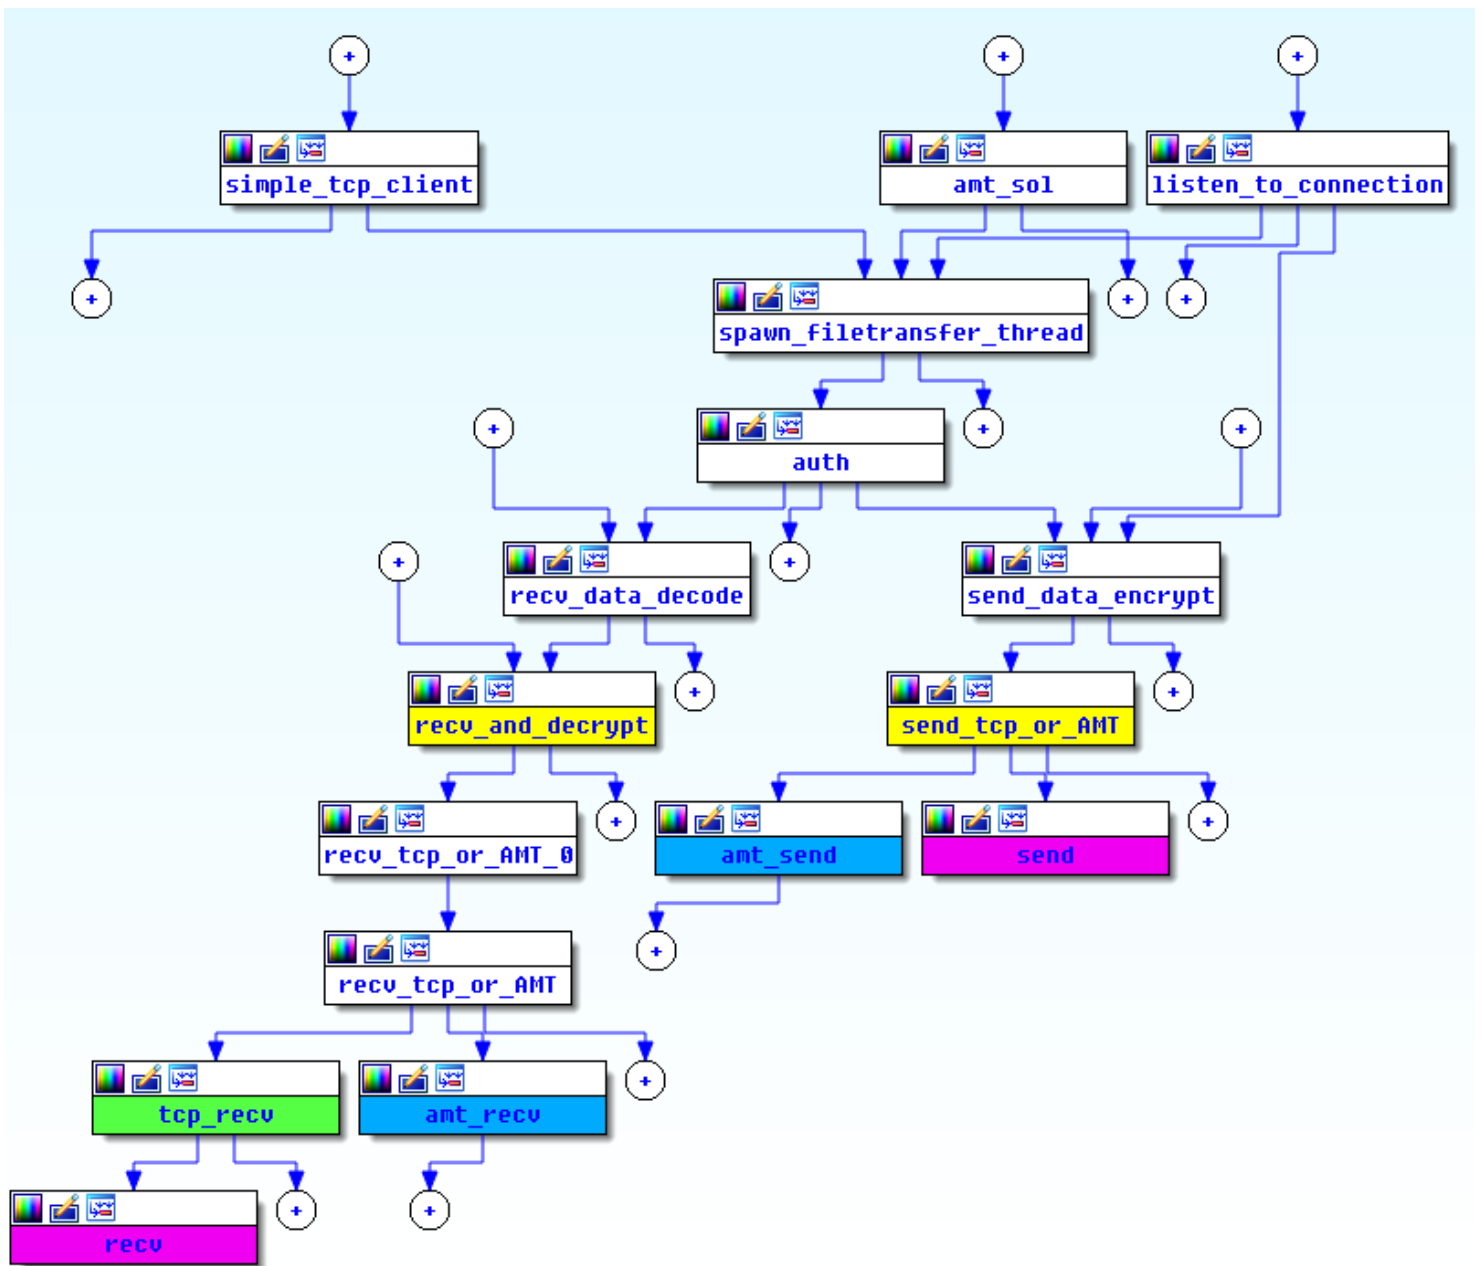 +
+
+
simple_tcp_client
amt_sol
listen_to_connection
+
+
+
spawn_filetransfer_thread
+
+
+
auth
+
+
recv_data_decode
send_data_encrypt
+
+
recv_and_decrypt
send_tcp_or_AMT
+
+
recv_tcp_or_AMT_0
amt_send
send
+
recv_tcp_or_AMT
+
tcp_recv
amt_recv
+
+
recv